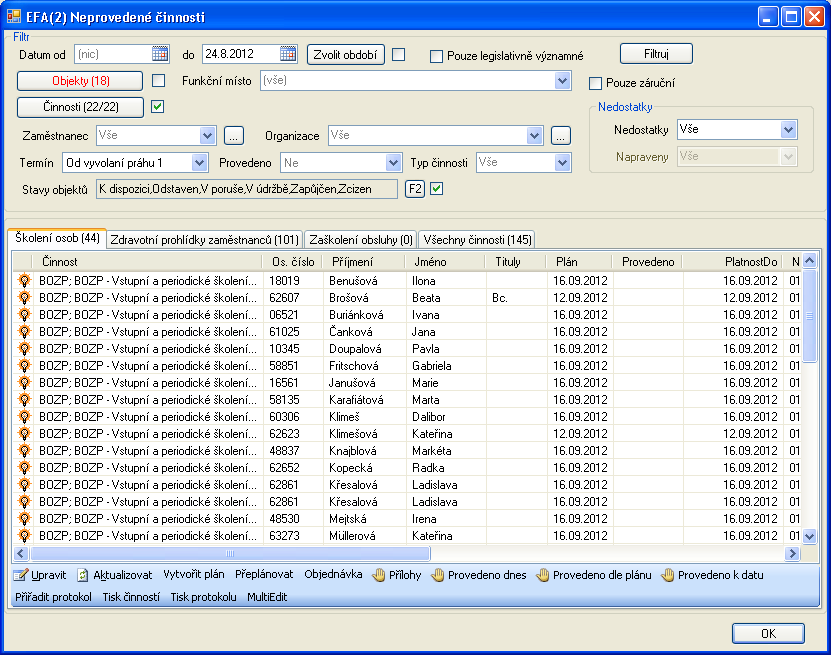 EFA(2) Neprovedené činnosti
Filtr
Datum od (nic) do 24.8.2012 Zvolit období Pouze legislativně významné Filtruj
Objekty (18) Funkční místo (vše) Pouze záruční
Činnosti (22/22) Nedostatky
Zaměstnanec Vše ... Organizace Vše ... Nedostatky Vše
Termín Od vyvolaní práhu 1 Provedeno Ne Typ činnosti Vše Napraveny Vše
Stavy objektů K dispozici,Odstaven,V poruše,V údržbě,Zapůjčen,Zcizen F2
Školení osob (44) Zdravotní prohlídky zaměstnanců (101) Zaškolení obsluhy (0) Všechny činnosti (145)
Činnost Os. číslo Příjmení Jméno Tituly Plán Provedeno PlatnostDo N
BOZP; BOZP - Vstupní a periodické školení... 18019 Benušová Ilona 16.09.2012 16.09.2012 01
BOZP; BOZP - Vstupní a periodické školení... 62607 Brošová Beata Bc. 12.09.2012 12.09.2012 01
BOZP; BOZP - Vstupní a periodické školení... 06521 Buriánková Ivana 16.09.2012 16.09.2012 01
BOZP; BOZP - Vstupní a periodické školení... 61025 Čanková Jana 16.09.2012 16.09.2012 01
BOZP; BOZP - Vstupní a periodické školení... 10345 Doupalová Pavla 16.09.2012 16.09.2012 01
BOZP; BOZP - Vstupní a periodické školení... 58851 Fritschová Gabriela 16.09.2012 16.09.2012 01
BOZP; BOZP - Vstupní a periodické školení... 16561 Janušová Marie 16.09.2012 16.09.2012 01
BOZP; BOZP - Vstupní a periodické školení... 58135 Karafiátová Marta 16.09.2012 16.09.2012 01
BOZP; BOZP - Vstupní a periodické školení... 60306 Klimeš Dalibor 16.09.2012 16.09.2012 01
BOZP; BOZP - Vstupní a periodické školení... 62623 Klimešová Kateřina 12.09.2012 12.09.2012 01
BOZP; BOZP - Vstupní a periodické školení... 48837 Knajblová Markéta 16.09.2012 16.09.2012 01
BOZP; BOZP - Vstupní a periodické školení... 62652 Kopecká Radka 16.09.2012 16.09.2012 01
BOZP; BOZP - Vstupní a periodické školení... 62861 Křesalová Ladislava 16.09.2012 16.09.2012 01
BOZP; BOZP - Vstupní a periodické školení... 62861 Křesalová Ladislava 16.09.2012 16.09.2012 01
BOZP; BOZP - Vstupní a periodické školení... 48530 Mejtská Irena 16.09.2012 16.09.2012 01
BOZP; BOZP - Vstupní a periodické školení... 63273 Müllerová Kateřina 16.09.2012 16.09.2012 01
Upravit Aktualizovat Vytvořit plán Přeplánovat Objednávka Přílohy Provedeno dnes Provedeno dle plánu Provedeno k datu
Přiřadit protokol Tisk činností Tisk protokolu MultiEdit
OK